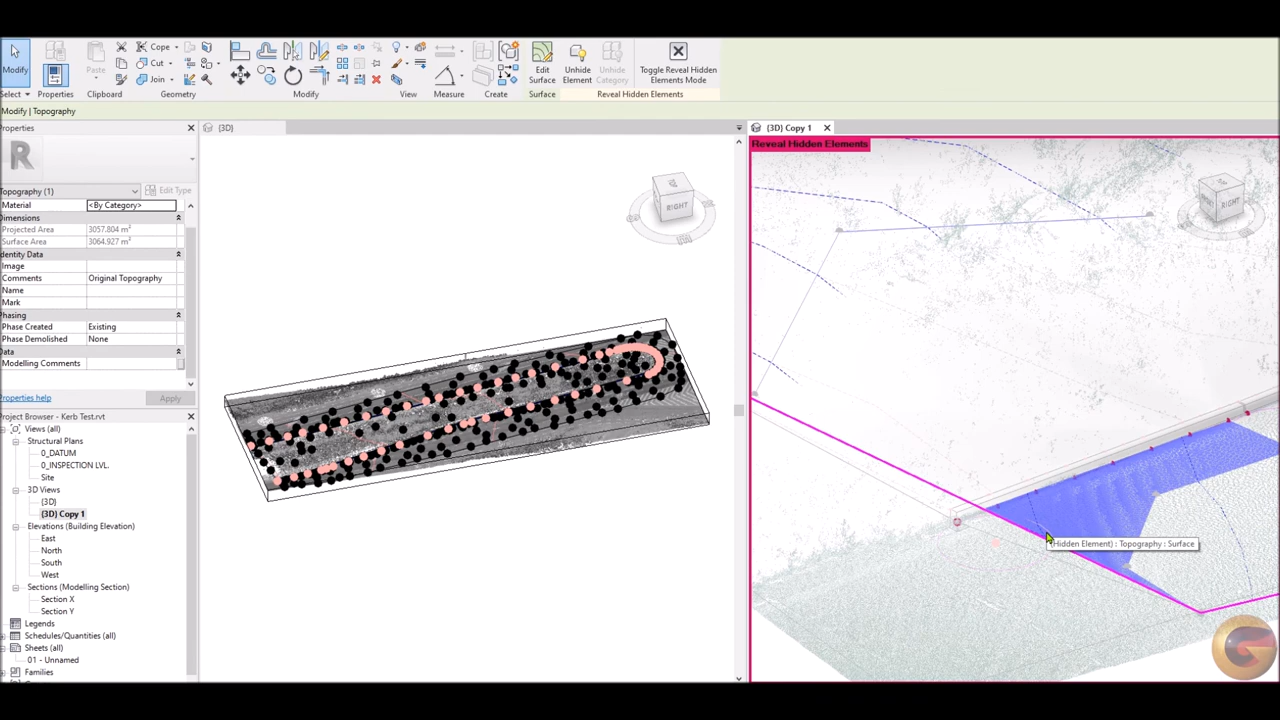 Modify
Select
Properties
Paste
Clipboard
Cope
Cut
Join
Geometry
Modify
View
Measure
Create
Edit
Surface
Surface
Unhide
Element
Unhide
Category
Toggle Reveal Hidden
Elements Mode
Reveal Hidden Elements
Modify | Topography
Properties
R
Topography (1)
Edit Type
Material <By Category>
Dimensions
Projected Area 3057.804 m²
Surface Area 3064.927 m²
Identity Data
Image
Comments Original Topography
Name
Mark
Phasing
Phase Created Existing
Phase Demolished None
Data
Modelling Comments
Properties help
Apply
Project Browser - Kerb Test.rvt
Views (all)
Structural Plans
0_DATUM
0_INSPECTION LVL.
Site
3D Views
{3D}
{3D} Copy 1
Elevations (Building Elevation)
East
North
South
West
Sections (Modelling Section)
Section X
Section Y
Legends
Schedules/Quantities (all)
Sheets (all)
01 - Unnamed
Families
{3D}
RIGHT
{3D} Copy 1
Reveal Hidden Elements
RIGHT
(Hidden Element) : Topography : Surface